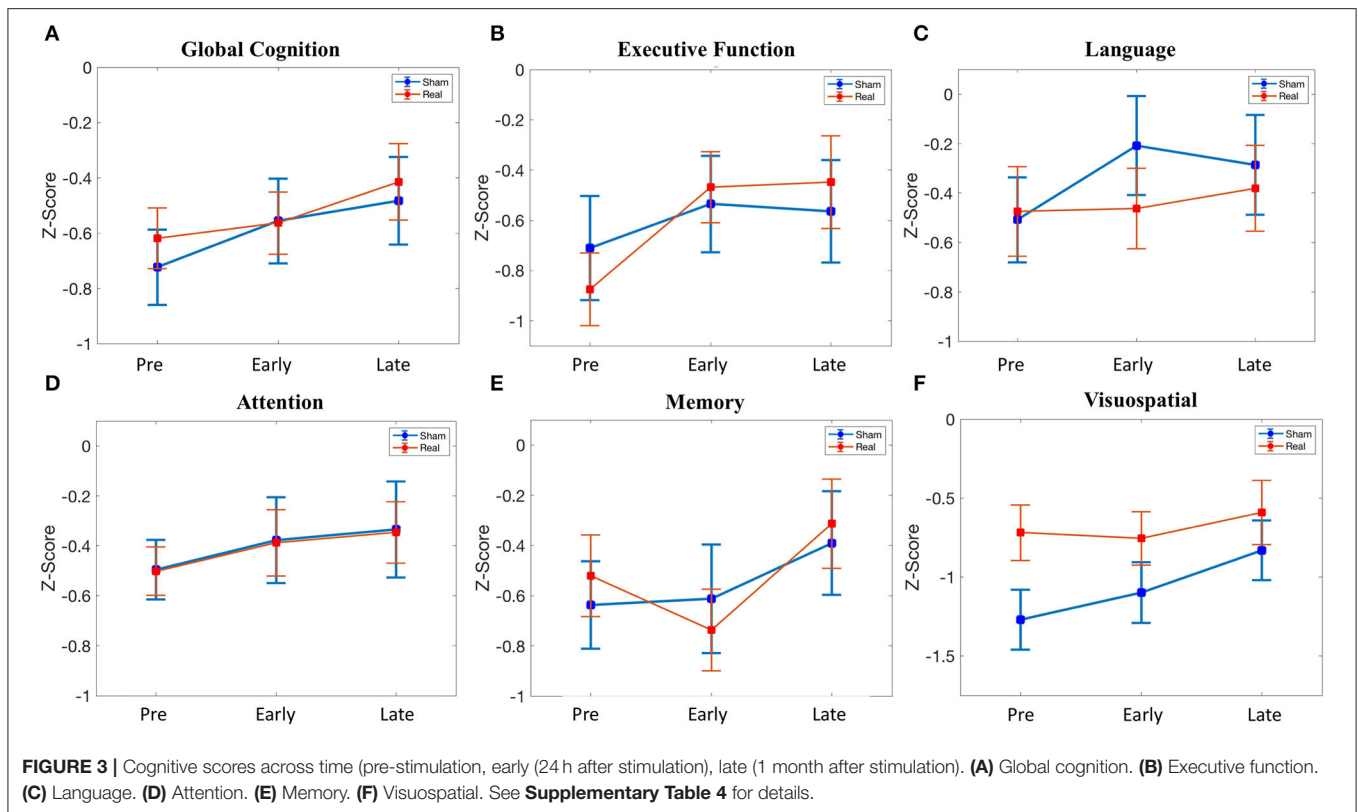 A
Global Cognition
0
-0.2
-0.4
-0.6
-0.8
-1
Z-Score
Sham
Real
Pre Early Late
B
Executive Function
0
-0.2
-0.4
-0.6
-0.8
-1
Z-Score
Sham
Real
Pre Early Late
C
Language
0
-0.2
-0.4
-0.6
-0.8
-1
Z-Score
Sham
Real
Pre Early Late
D
Attention
0
-0.2
-0.4
-0.6
-0.8
-1
Z-Score
Sham
Real
Pre Early Late
E
Memory
0
-0.2
-0.4
-0.6
-0.8
-1
Z-Score
Sham
Real
Pre Early Late
F
Visuospatial
0
-0.5
-1
-1.5
Z-Score
Sham
Real
Pre Early Late
FIGURE 3 | Cognitive scores across time (pre-stimulation, early (24 h after stimulation), late (1 month after stimulation). (A) Global cognition. (B) Executive function.
(C) Language. (D) Attention. (E) Memory. (F) Visuospatial. See Supplementary Table 4 for details.